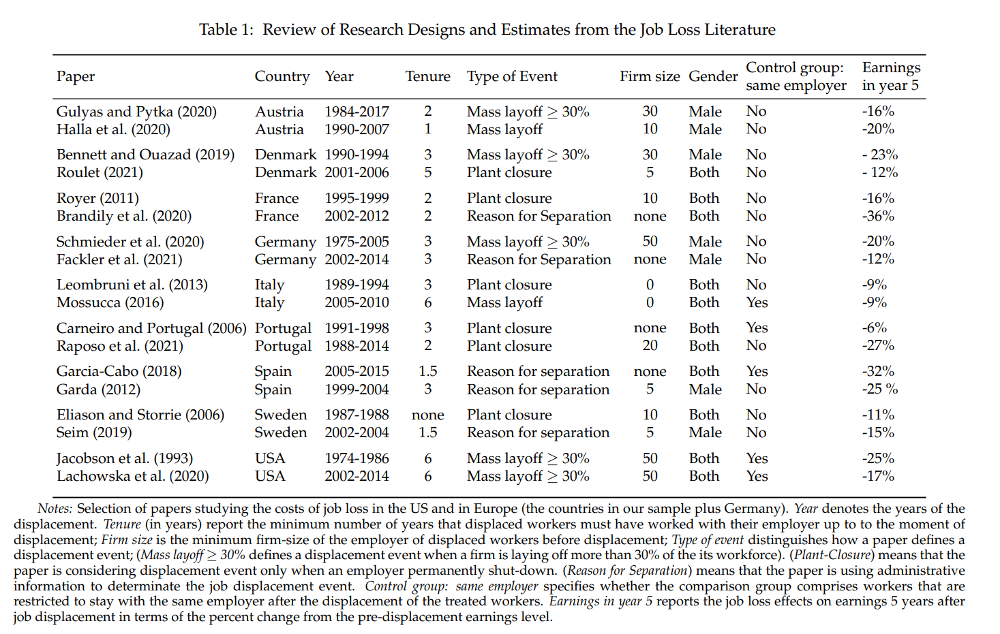 Table 1: Review of Research Designs and Estimates from the Job Loss Literature
Paper Country Year Tenure Type of Event Firm size Gender Control group: same employer Earnings in year 5
Gulyas and Pytka (2020) Austria 1984-2017 2 Mass layoff ≥ 30% 30 Male No -16%
Halla et al. (2020) Austria 1990-2007 1 Mass layoff 10 Male No -20%
Bennett and Ouazad (2019) Denmark 1990-1994 3 Mass layoff ≥ 30% 30 Male No - 23%
Roulet (2021) Denmark 2001-2006 5 Plant closure 5 Both No - 12%
Royer (2011) France 1995-1999 2 Plant closure 10 Both No -16%
Brandily et al. (2020) France 2002-2012 2 Reason for Separation none Both No -36%
Schmieder et al. (2020) Germany 1975-2005 3 Mass layoff ≥ 30% 50 Male No -20%
Fackler et al. (2021) Germany 2002-2014 3 Reason for Separation none Male No -12%
Leombruni et al. (2013) Italy 1989-1994 3 Plant closure 0 Both No -9%
Mossucca (2016) Italy 2005-2010 6 Mass layoff 0 Both Yes -9%
Carneiro and Portugal (2006) Portugal 1991-1998 3 Plant closure none Both Yes -6%
Raposo et al. (2021) Portugal 1988-2014 2 Plant closure 20 Both No -27%
Garcia-Cabo (2018) Spain 2005-2015 1.5 Reason for separation none Both Yes -32%
Garda (2012) Spain 1999-2004 3 Reason for separation 5 Male No -25 %
Eliason and Storrie (2006) Sweden 1987-1988 none Plant closure 10 Both No -11%
Seim (2019) Sweden 2002-2004 1.5 Reason for separation 5 Male No -15%
Jacobson et al. (1993) USA 1974-1986 6 Mass layoff ≥ 30% 50 Both Yes -25%
Lachowska et al. (2020) USA 2002-2014 6 Mass layoff ≥ 30% 50 Both Yes -17%
Notes: Selection of papers studying the costs of job loss in the US and in Europe (the countries in our sample plus Germany). Year denotes the years of the
displacement. Tenure (in years) report the minimum number of years that displaced workers must have worked with their employer up to to the moment of
displacement; Firm size is the minimum firm-size of the employer of displaced workers before displacement; Type of event distinguishes how a paper defines a
displacement event; (Mass layoff ≥ 30% defines a displacement event when a firm is laying off more than 30% of the its workforce). (Plant-Closure) means that the
paper is considering displacement event only when an employer permanently shut-down. (Reason for Separation) means that the paper is using administrative
information to determinate the job displacement event. Control group: same employer specifies whether the comparison group comprises workers that are
restricted to stay with the same employer after the displacement of the treated workers. Earnings in year 5 reports the job loss effects on earnings 5 years after
job displacement in terms of the percent change from the pre-displacement earnings level.